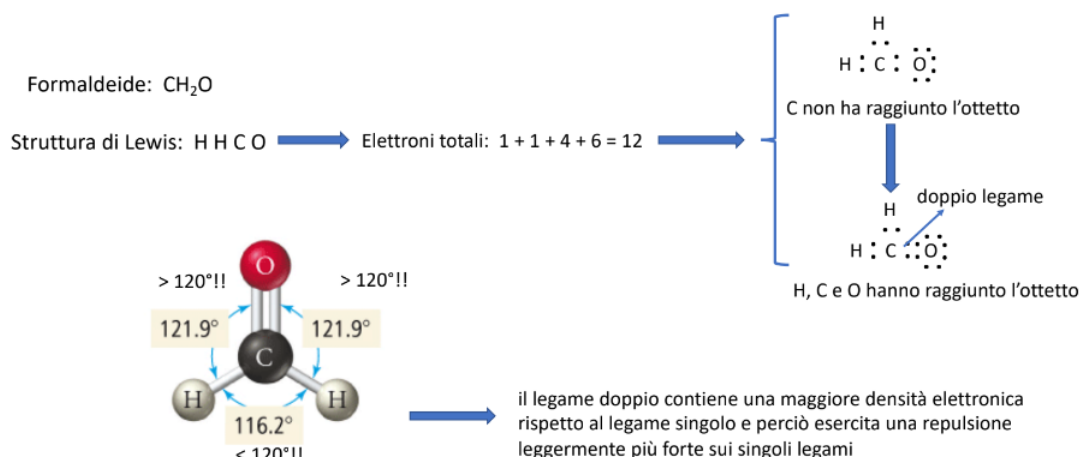 Formaldeide: CH₂O
Struttura di Lewis: H H C O
Elettroni totali: 1 + 1 + 4 + 6 = 12
H
H : C : O
C non ha raggiunto l'ottetto
doppio legame
H
H : C :: O
H, C e O hanno raggiunto l'ottetto
> 120°!!
> 120°!!
O
121.9°
121.9°
C
H
H
116.2°
< 120°!!
il legame doppio contiene una maggiore densità elettronica
rispetto al legame singolo e perciò esercita una repulsione
leggermente più forte sui singoli legami